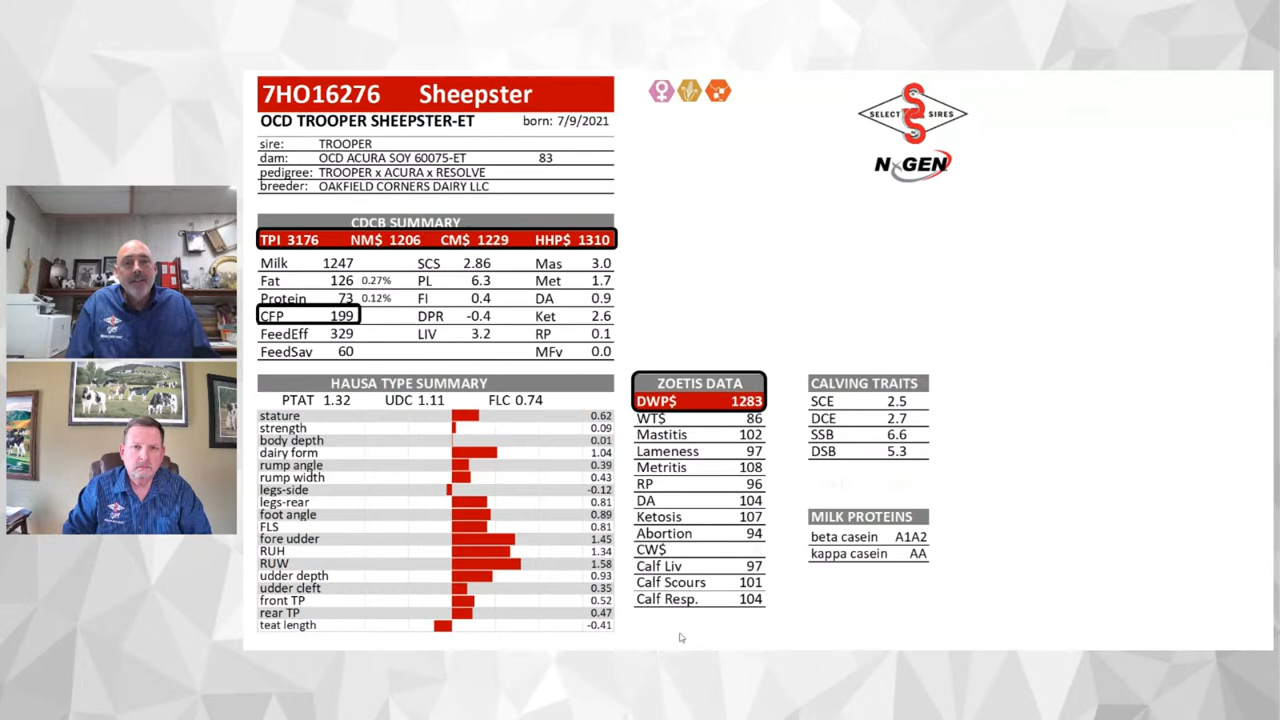 7HO16276 Sheepster
OCD TROOPER SHEEPSTER-ET born: 7/9/2021
sire: TROOPER
dam: OCD ACURA SOY 60075-ET 83
pedigree: TROOPER x ACURA x RESOLVE
breeder: OAKFIELD CORNERS DAIRY LLC
CDCB SUMMARY
TPI 3176 NM$ 1206 CM$ 1229 HHP$ 1310
Milk 1247 SCS 2.86 Mas 3.0
Fat 126 0.27% PL 6.3 Met 1.7
Protein 73 0.12% FI 0.4 DA 0.9
CFP 199 DPR -0.4 Ket 2.6
FeedEff 329 LIV 3.2 RP 0.1
FeedSav 60 MFv 0.0
HAUSA TYPE SUMMARY
PTAT 1.32 UDC 1.11 FLC 0.74
stature 0.62
strength 0.09
body depth 0.01
dairy form 1.04
rump angle 0.39
rump width 0.43
legs-side -0.12
legs-rear 0.81
foot angle 0.89
FLS 0.81
fore udder 1.45
RUH 1.34
RUW 1.58
udder depth 0.93
udder cleft 0.35
front TP 0.52
rear TP 0.47
teat length -0.41
ZOETIS DATA
DWP$ 1283
WT$ 86
Mastitis 102
Lameness 97
Metritis 108
RP 96
DA 104
Ketosis 107
Abortion 94
CW$
Calf Liv 97
Calf Scours 101
Calf Resp. 104
CALVING TRAITS
SCE 2.5
DCE 2.7
SSB 6.6
DSB 5.3
MILK PROTEINS
beta casein A1A2
kappa casein AA
SELECT SIRES
NxGEN